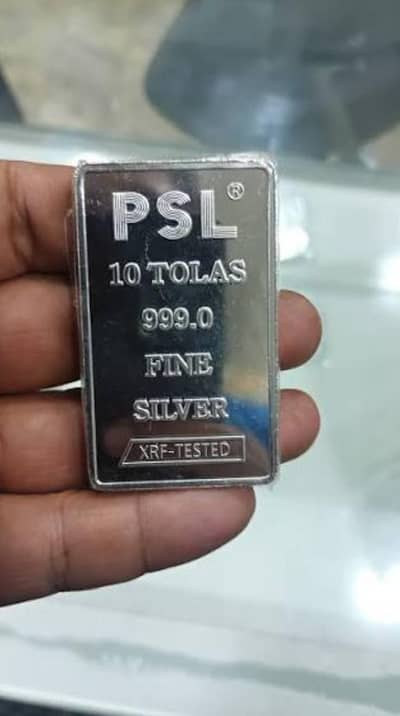 PSL®
10 TOLAS
999.0
FINE
SILVER
XRF-TESTED